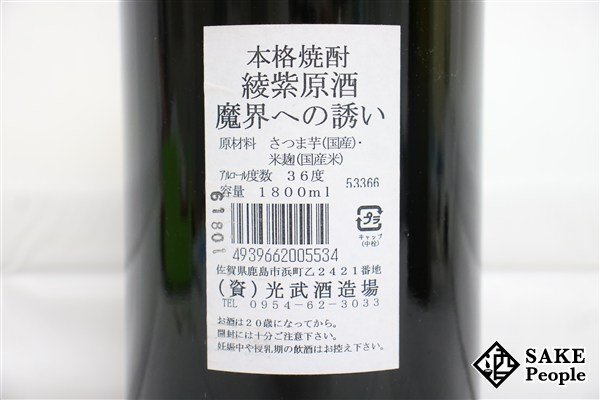 本格焼酎
綾紫原酒
魔界への誘い
原材料 さつま芋(国産)・
米麹(国産米)
アルコール度数 36度
容量 1800ml
53366
61801
プラ
キャップ
(中栓)
4939662005534
佐賀県鹿島市浜町乙2421番地
(資)光武酒造場
TEL 0954-62-3033
お酒は20歳になってから。
開封には十分ご注意下さい。
妊娠中や授乳期の飲酒はお控え下さい。
SAKE
People